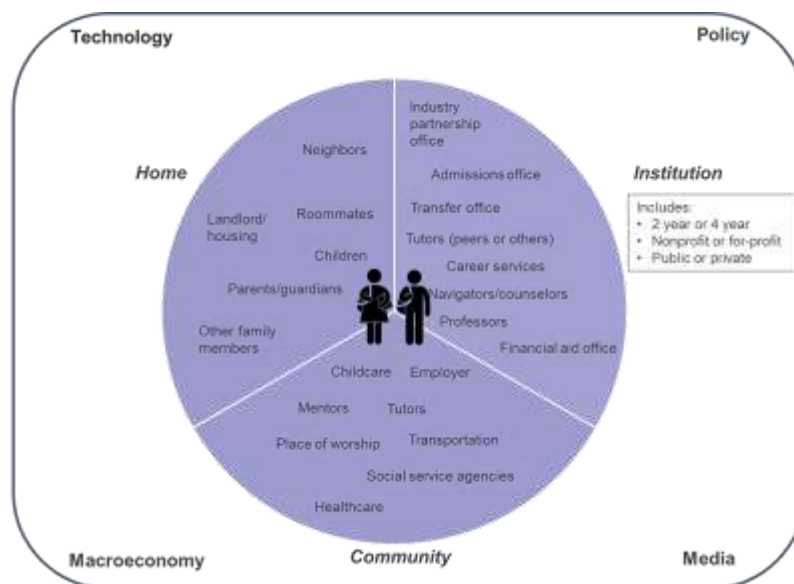 Technology
Policy
Home
Neighbors
Landlord/
housing
Roommates
Children
Parents/guardians
Other family
members
Industry
partnership
office
Admissions office
Transfer office
Tutors (peers or others)
Career services
Navigators/counselors
Professors
Financial aid office
Institution
Includes:
• 2 year or 4 year
• Nonprofit or for-profit
• Public or private
Childcare
Employer
Mentors
Tutors
Place of worship
Transportation
Social service agencies
Healthcare
Macroeconomy
Community
Media